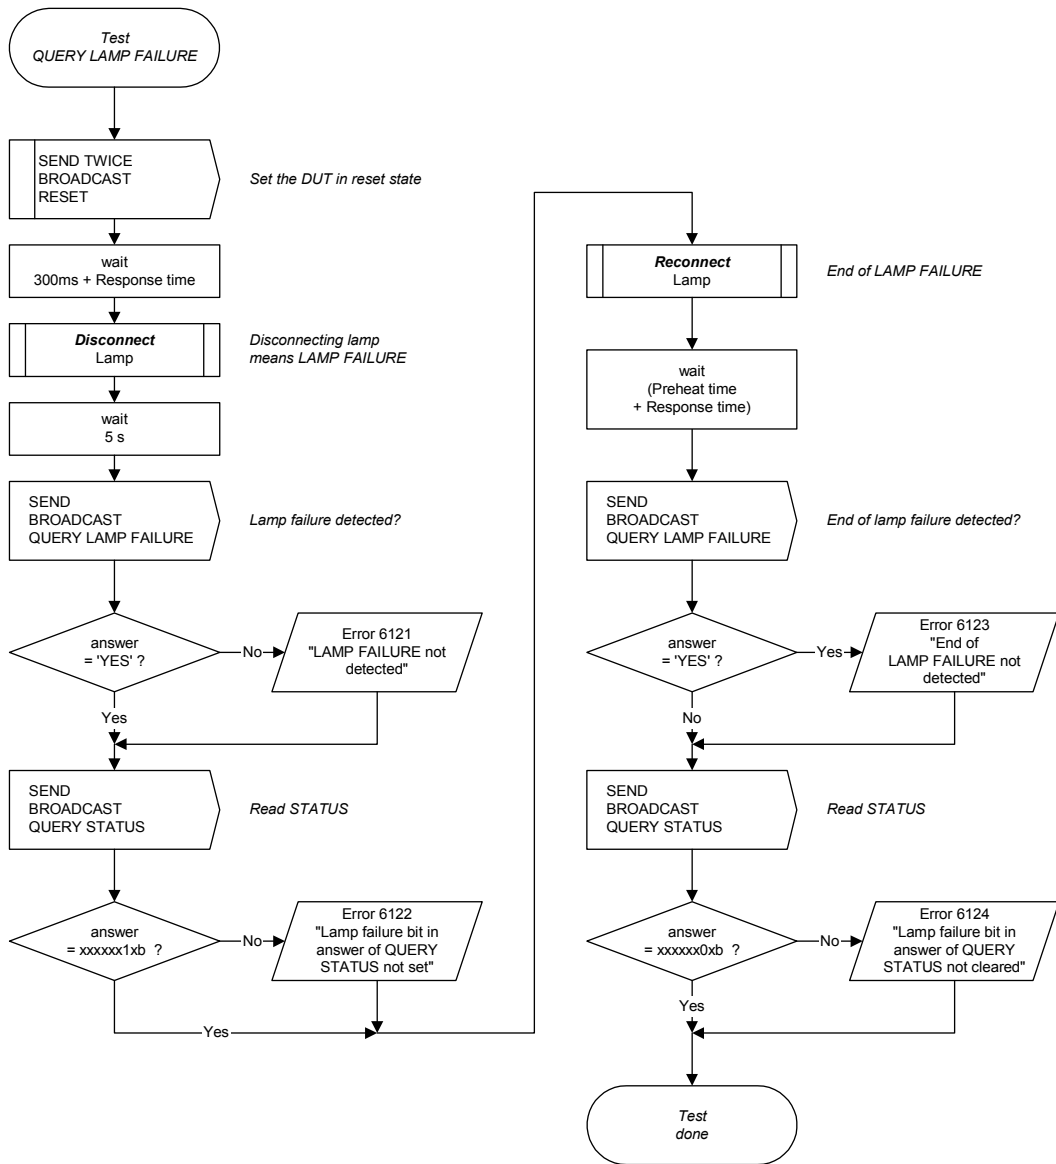 Test
QUERY LAMP FAILURE
SEND TWICE
BROADCAST
RESET
Set the DUT in reset state
wait
300ms + Response time
Disconnect
Lamp
Disconnecting lamp
means LAMP FAILURE
wait
5 s
SEND
BROADCAST
QUERY LAMP FAILURE
Lamp failure detected?
answer
= 'YES' ?
No
Error 6121
"LAMP FAILURE not
detected"
Yes
SEND
BROADCAST
QUERY STATUS
Read STATUS
answer
= xxxxxx1xb ?
No
Error 6122
"Lamp failure bit in
answer of QUERY
STATUS not set"
Yes
Reconnect
Lamp
End of LAMP FAILURE
wait
(Preheat time
+ Response time)
SEND
BROADCAST
QUERY LAMP FAILURE
End of lamp failure detected?
answer
= 'YES' ?
Yes
Error 6123
"End of
LAMP FAILURE not
detected"
No
SEND
BROADCAST
QUERY STATUS
Read STATUS
answer
= xxxxxx0xb ?
No
Error 6124
"Lamp failure bit in
answer of QUERY
STATUS not cleared"
Yes
Test
done